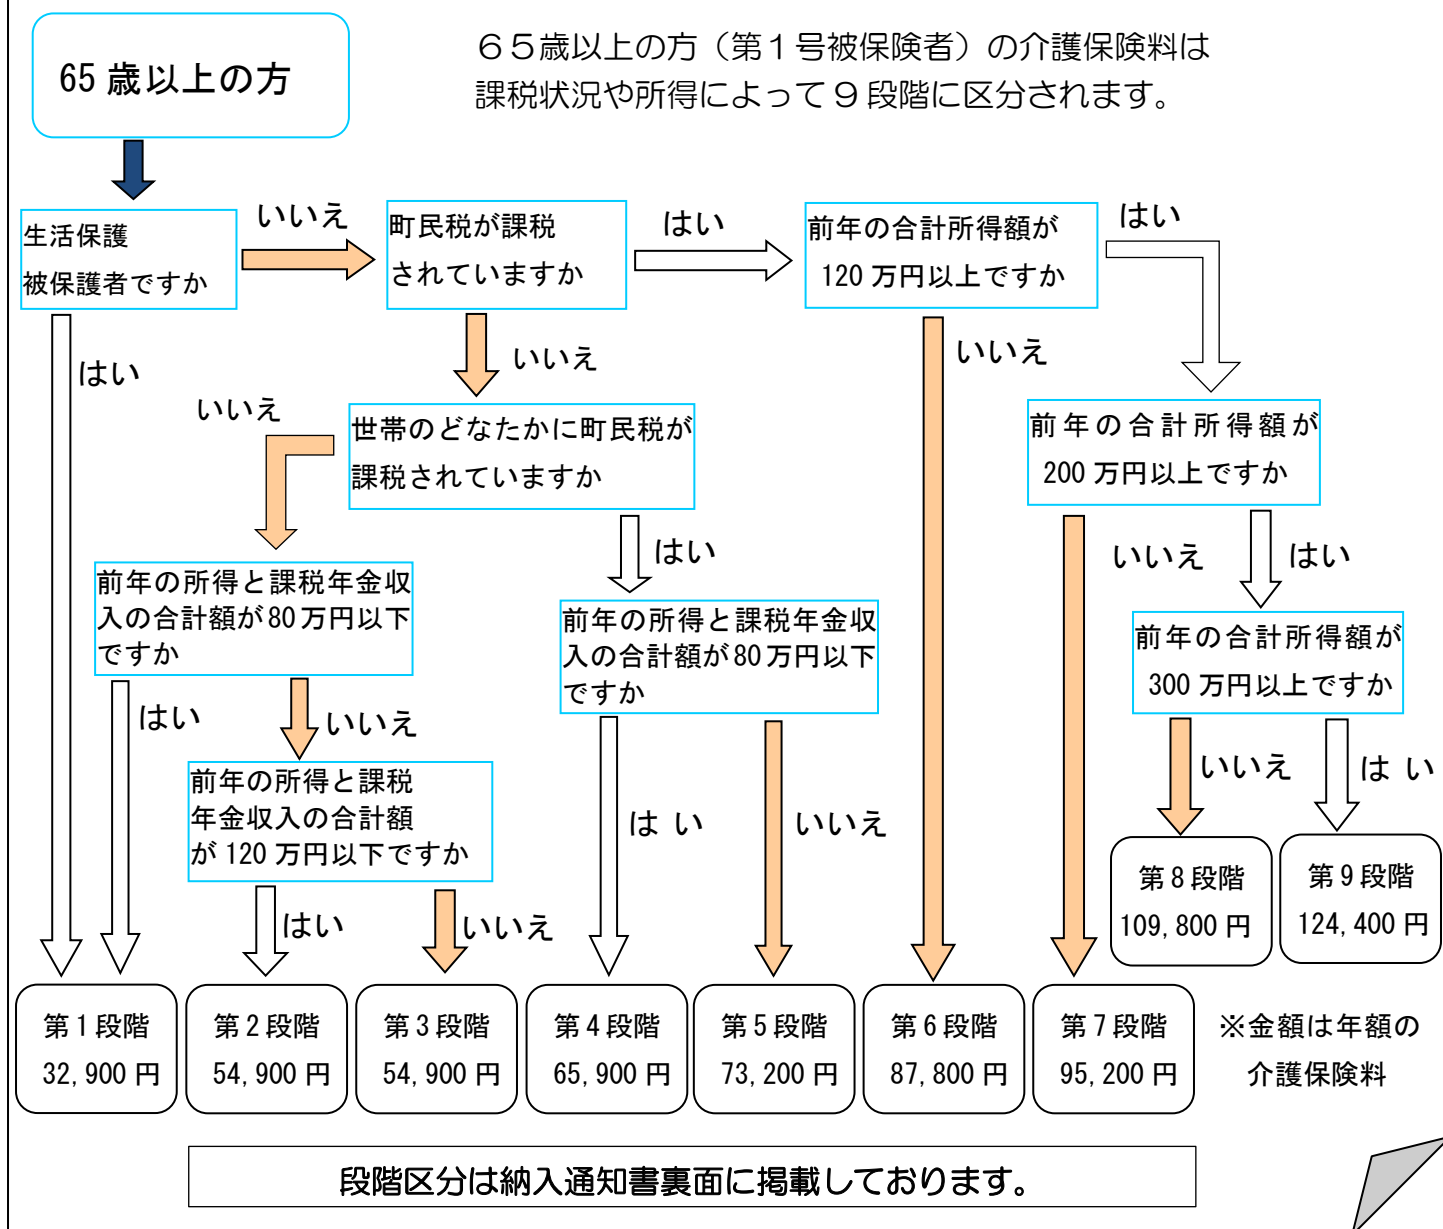 65歳以上の方
65歳以上の方（第1号被保険者）の介護保険料は
課税状況や所得によって9段階に区分されます。
生活保護
被保護者ですか
いいえ
町民税が課税
されていますか
はい
前年の合計所得額が
120万円以上ですか
はい
はい
いいえ
いいえ
いいえ
世帯のどなたかに町民税が
課税されていますか
前年の合計所得額が
200万円以上ですか
はい
いいえ
はい
前年の所得と課税年金収
入の合計額が80万円以下
ですか
前年の所得と課税年金収
入の合計額が80万円以下
ですか
前年の合計所得額が
300万円以上ですか
はい
いいえ
いいえ
はい
前年の所得と課税
年金収入の合計額
が120万円以下ですか
はい
いいえ
はい
いいえ
第8段階
109,800円
第9段階
124,400円
第1段階
32,900円
第2段階
54,900円
第3段階
54,900円
第4段階
65,900円
第5段階
73,200円
第6段階
87,800円
第7段階
95,200円
※金額は年額の
介護保険料
段階区分は納入通知書裏面に掲載しております。